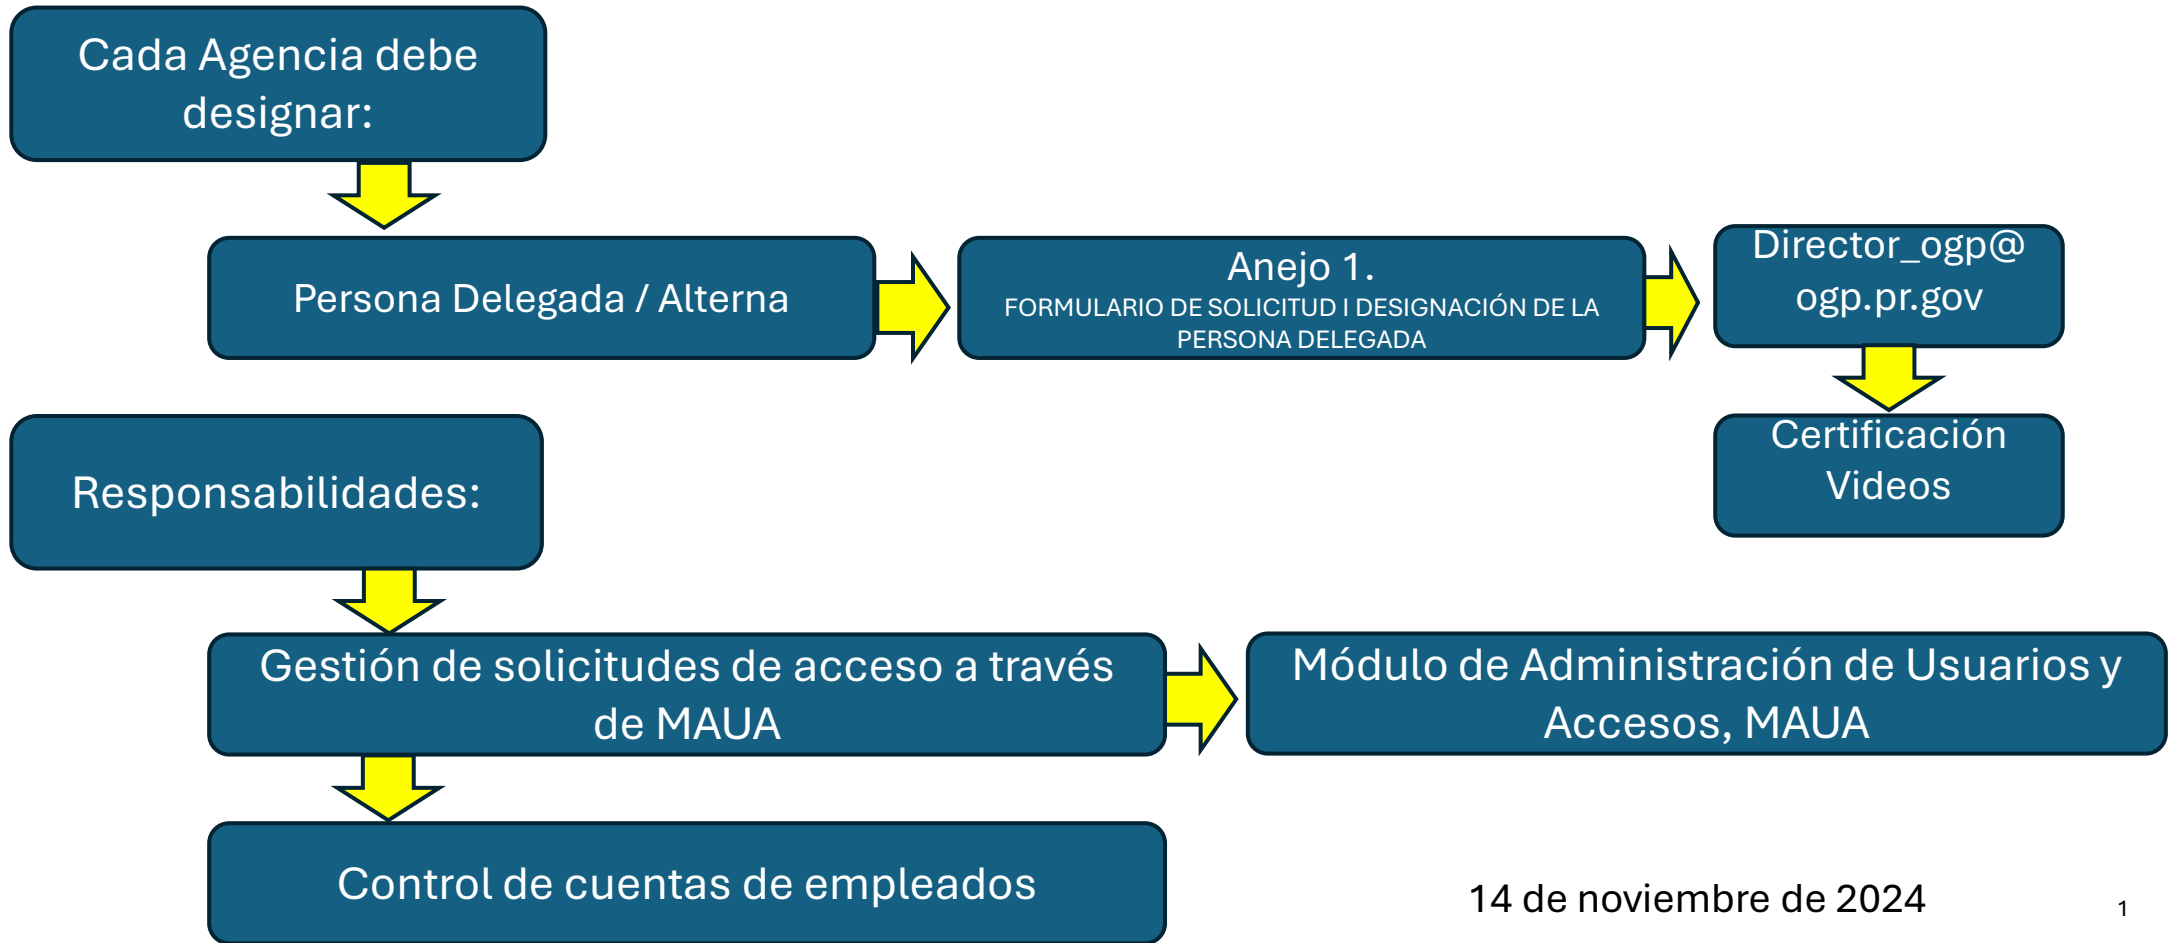 Cada Agencia debe
designar:
Persona Delegada / Alterna
Anejo 1.
FORMULARIO DE SOLICITUD I DESIGNACIÓN DE LA
PERSONA DELEGADA
Director_ogp@
ogp.pr.gov
Certificación
Videos
Responsabilidades:
Gestión de solicitudes de acceso a través
de MAUA
Módulo de Administración de Usuarios y
Accesos, MAUA
Control de cuentas de empleados
14 de noviembre de 2024
1